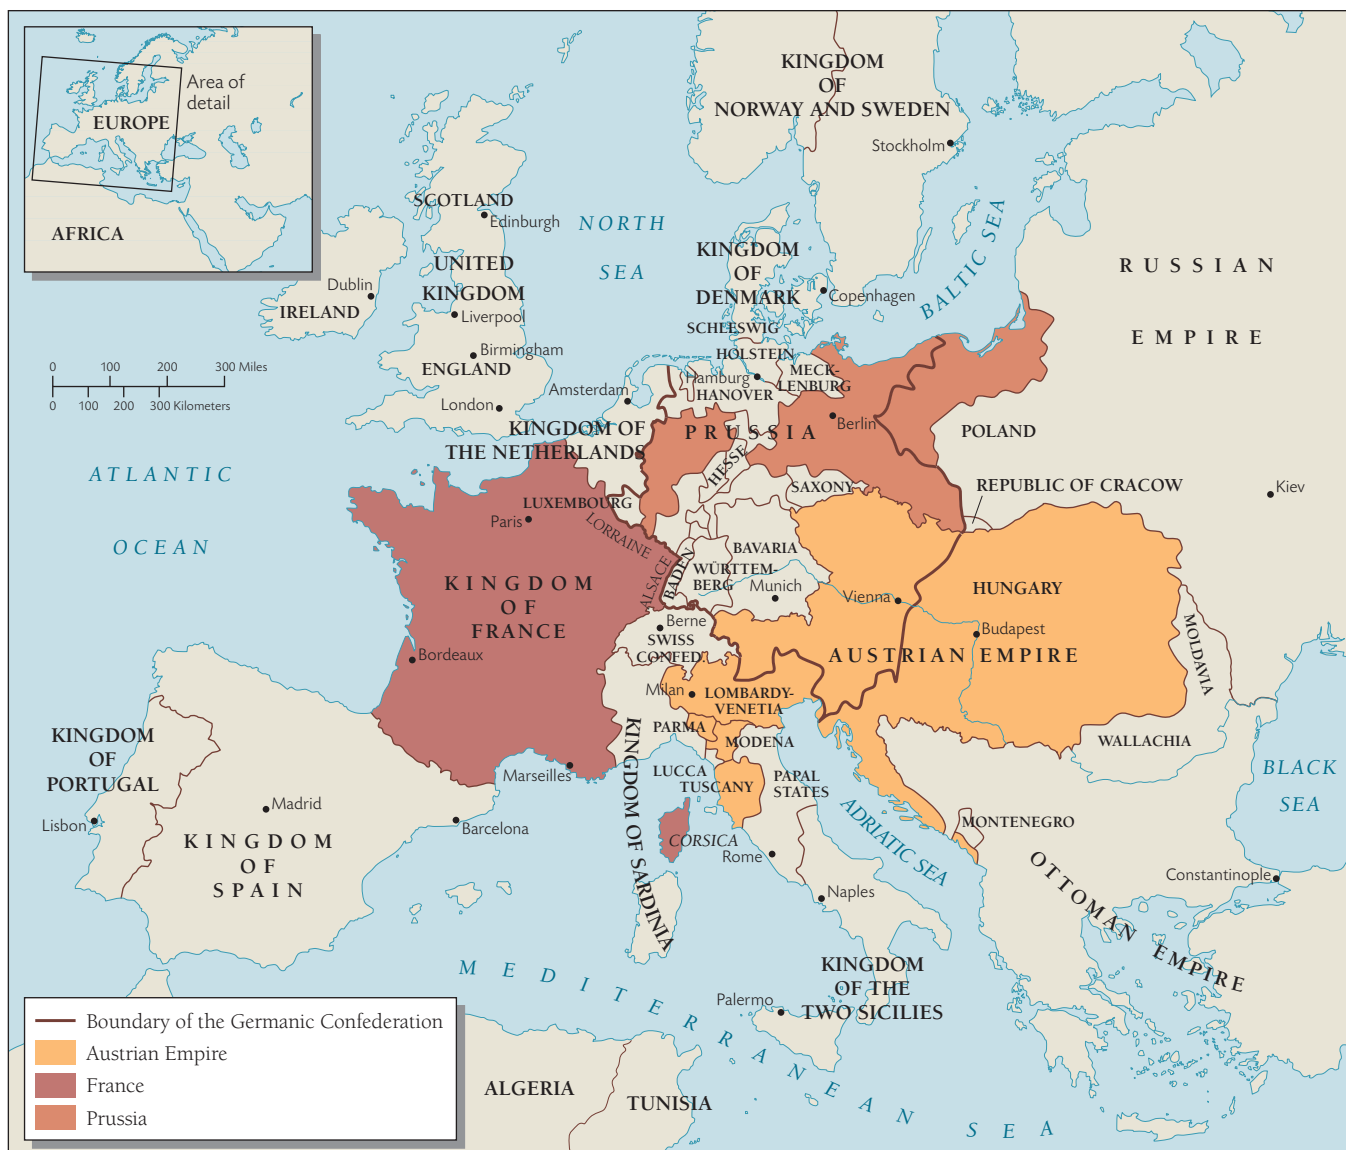 Area of
detail
EUROPE
AFRICA
KINGDOM
OF
NORWAY AND SWEDEN
Stockholm
SCOTLAND
Edinburgh
NORTH
SEA
BALTIC SEA
UNITED
KINGDOM
Dublin
IRELAND
Liverpool
Birmingham
ENGLAND
London
KINGDOM
OF
DENMARK
Copenhagen
SCHLESWIG
HOLSTEIN
RUSSIAN
EMPIRE
0 100 200 300 Miles
0 100 200 300 Kilometers
Amsterdam
Hamburg
HANOVER
MECK-
LENBURG
KINGDOM OF
THE NETHERLANDS
PRUSSIA
Berlin
POLAND
HESSE
SAXONY
REPUBLIC OF CRACOW
Kiev
ATLANTIC
OCEAN
LUXEMBOURG
Paris
LORRAINE
ALSACE
BADEN
WÜRTTEM-
BERG
BAVARIA
Munich
KINGDOM
OF
FRANCE
Bordeaux
Vienna
HUNGARY
Budapest
AUSTRIAN EMPIRE
MOLDAVIA
Berne
SWISS
CONFED.
Milan
LOMBARDY-
VENETIA
WALLACHIA
KINGDOM
OF
PORTUGAL
Lisbon
Madrid
KINGDOM
OF
SPAIN
Barcelona
Marseilles
KINGDOM OF SARDINIA
PARMA
MODENA
LUCCA
TUSCANY
PAPAL
STATES
CORSICA
Rome
ADRIATIC SEA
MONTENEGRO
BLACK
SEA
Constantinople
OTTOMAN EMPIRE
Naples
KINGDOM
OF THE
TWO SICILIES
Palermo
MEDITERRANEAN SEA
ALGERIA
TUNISIA
Boundary of the Germanic Confederation
Austrian Empire
France
Prussia